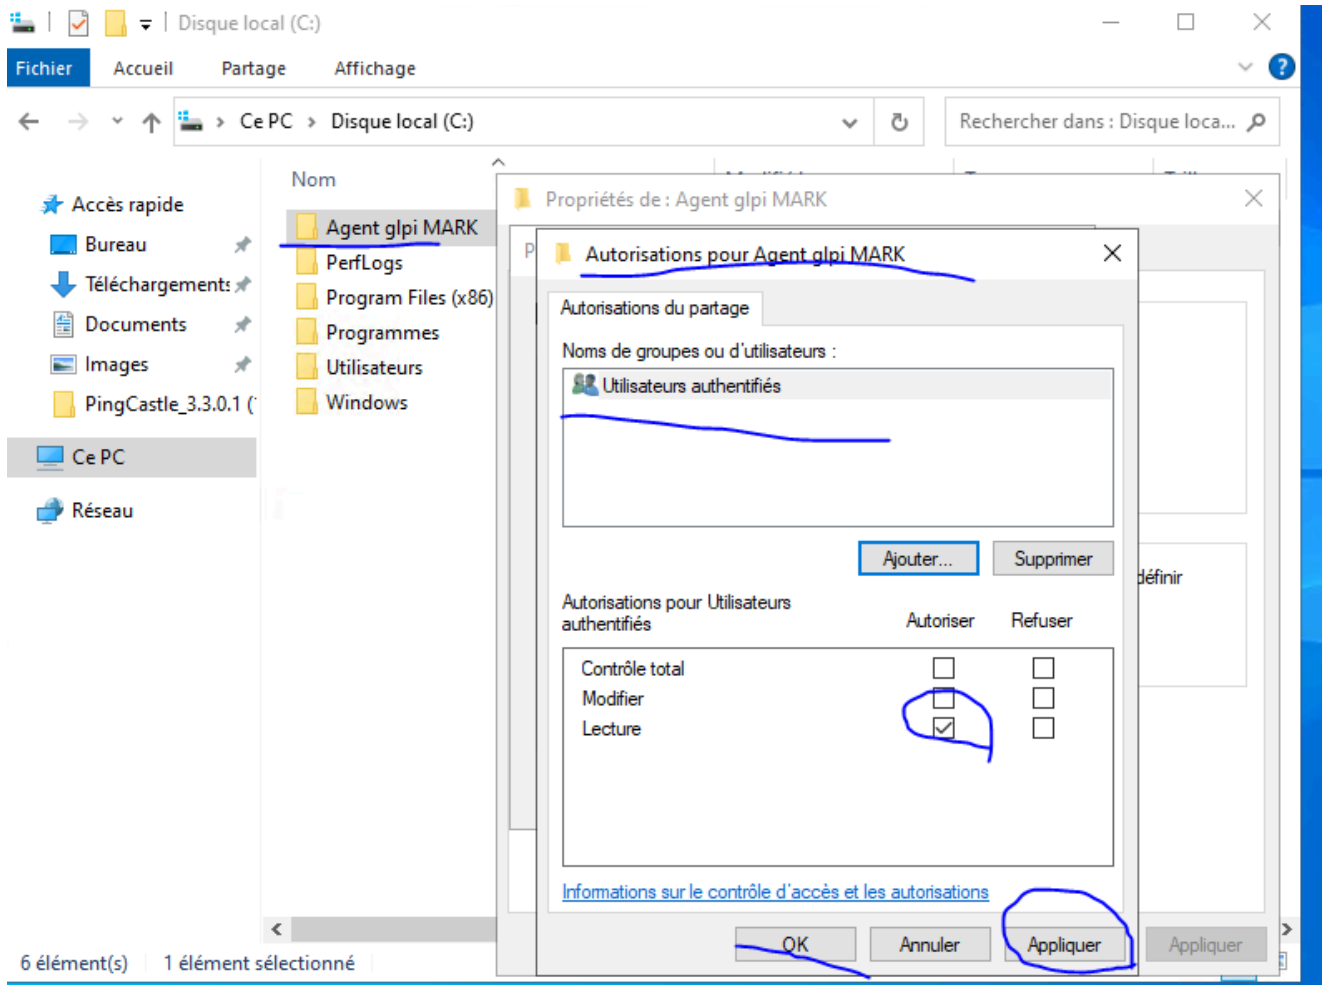 Disque local (C:)
Fichier Accueil Partage Affichage
Ce PC > Disque local (C:)
Rechercher dans : Disque loca...
Nom
Accès rapide
Bureau
Téléchargements
Documents
Images
PingCastle_3.3.0.1 (
Ce PC
Réseau
Agent glpi MARK
PerfLogs
Program Files (x86)
Programmes
Utilisateurs
Windows
Propriétés de : Agent glpi MARK
P
Autorisations pour Agent glpi MARK
Autorisations du partage
Noms de groupes ou d'utilisateurs :
Utilisateurs authentifiés
Ajouter... Supprimer
définir
Autorisations pour Utilisateurs
authentifiés Autoriser Refuser
Contrôle total
Modifier
Lecture
Informations sur le contrôle d'accès et les autorisations
OK Annuler Appliquer Appliquer
6 élément(s) 1 élément sélectionné